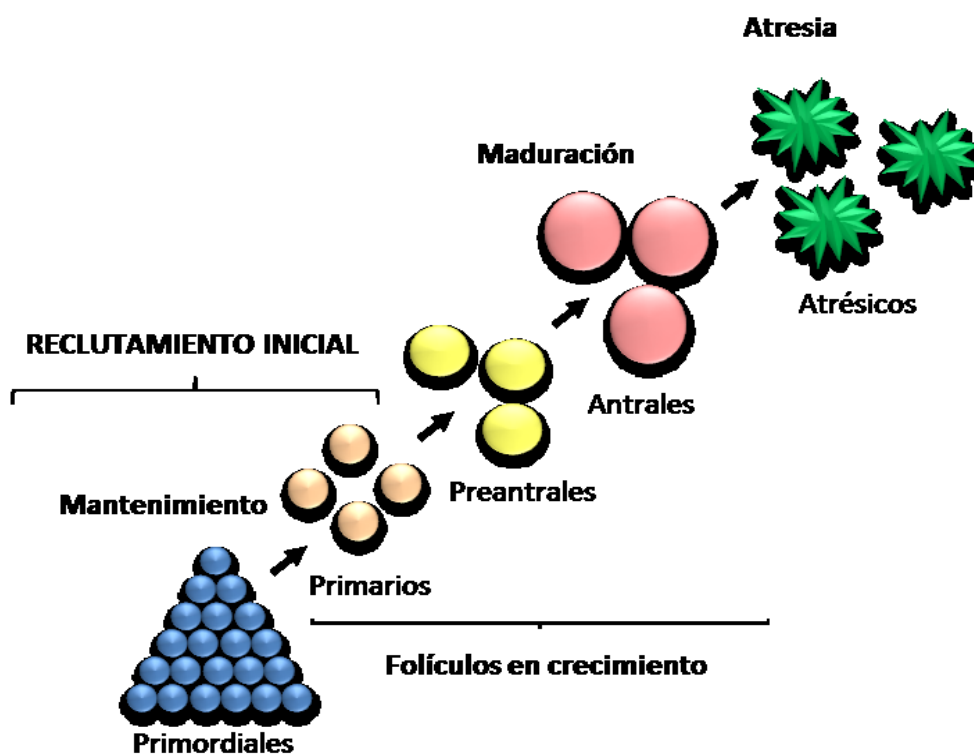 Atresia
Maduración
Atrésicos
RECLUTAMIENTO INICIAL
Antrales
Mantenimiento
Preantrales
Primarios
Folículos en crecimiento
Primordiales